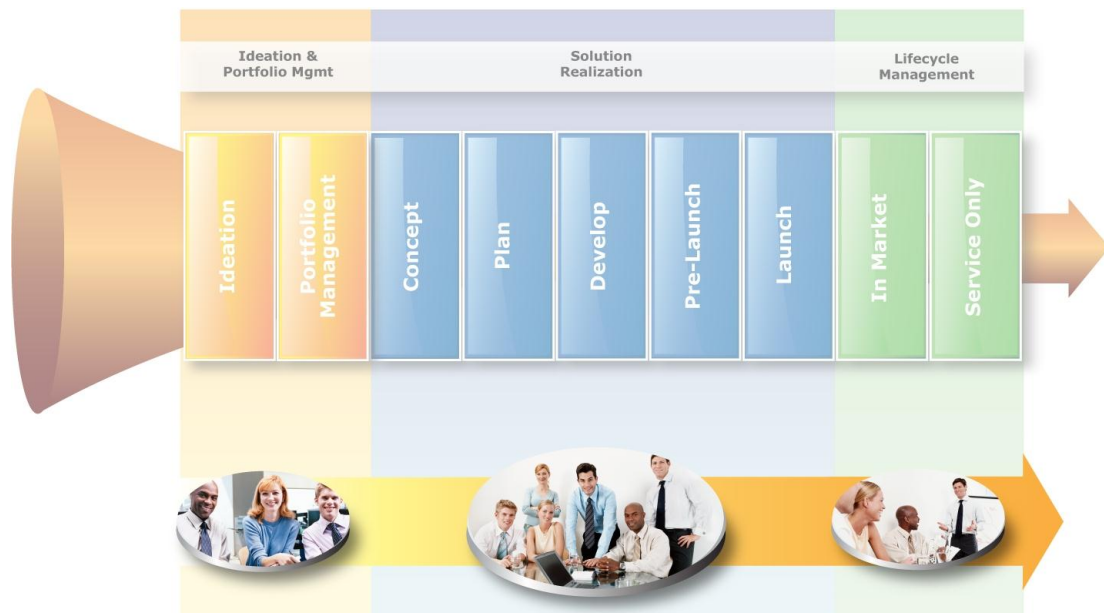 Ideation &
Portfolio Mgmt
Solution
Realization
Lifecycle
Management
Ideation
Portfolio
Management
Concept
Plan
Develop
Pre-Launch
Launch
In Market
Service Only